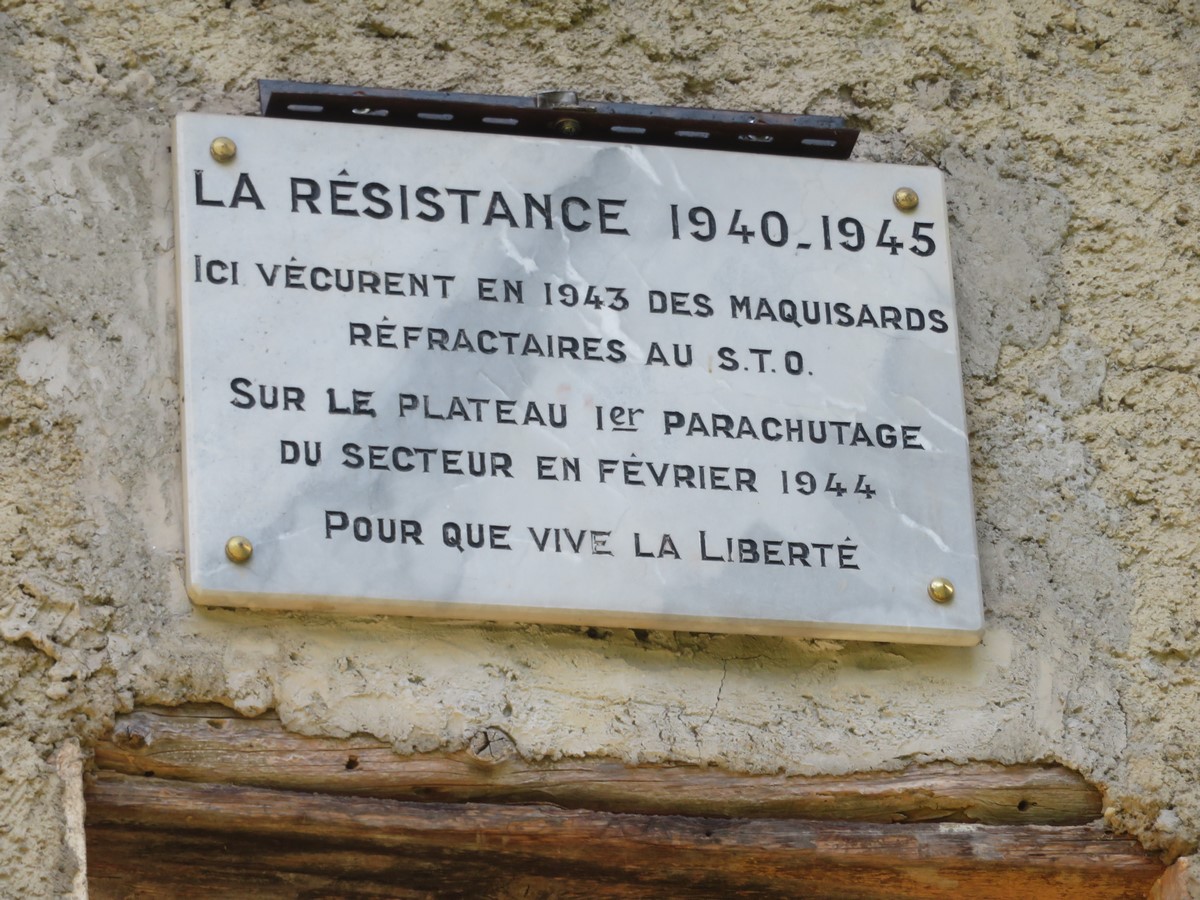 LA RÉSISTANCE 1940-1945
ICI VÉCURENT EN 1943 DES MAQUISARDS
RÉFRACTAIRES AU S.T.O.
SUR LE PLATEAU 1er PARACHUTAGE
DU SECTEUR EN FÉVRIER 1944
POUR QUE VIVE LA LIBERTÉ